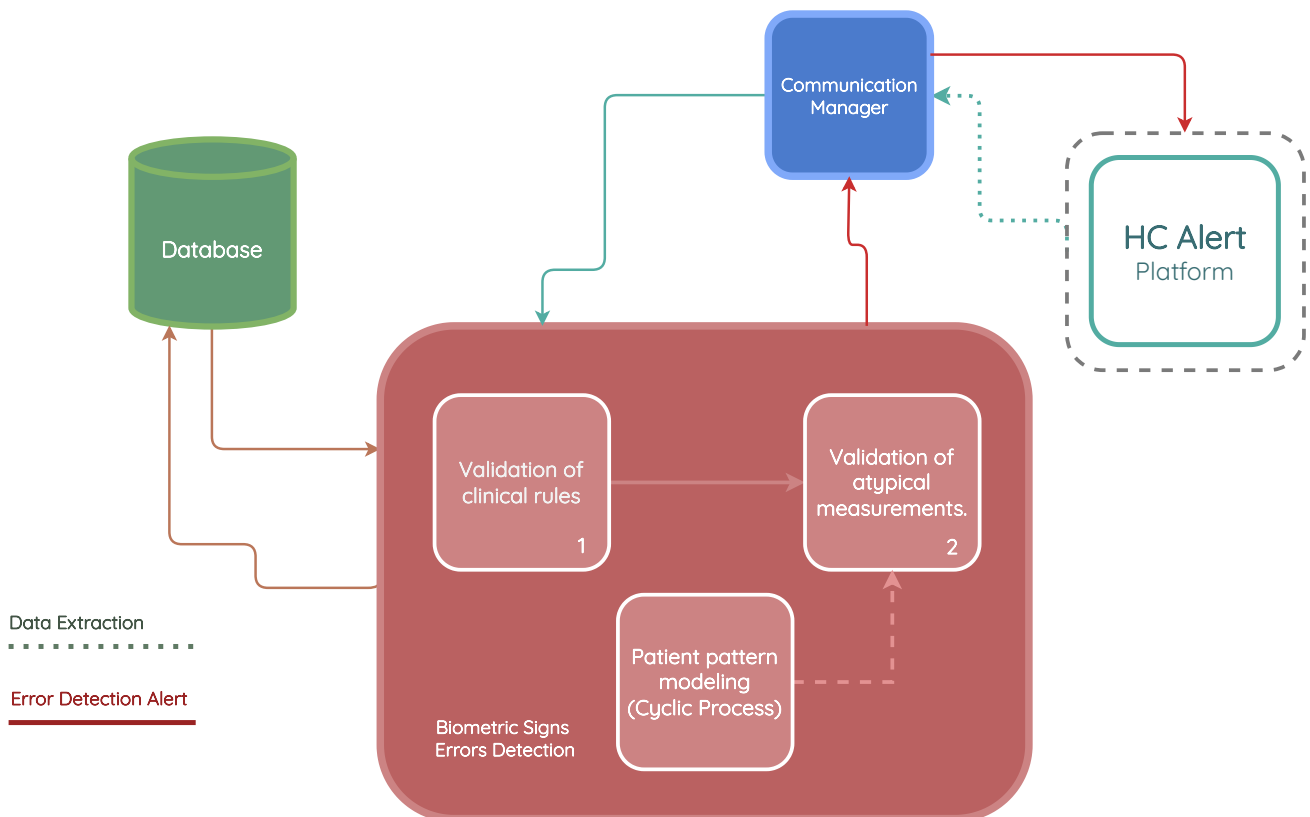 Communication
Manager
HC Alert
Platform
Database
Validation of
clinical rules
1
Validation of
atypical
measurements.
2
Patient pattern
modeling
(Cyclic Process)
Biometric Signs
Errors Detection
Data Extraction
Error Detection Alert